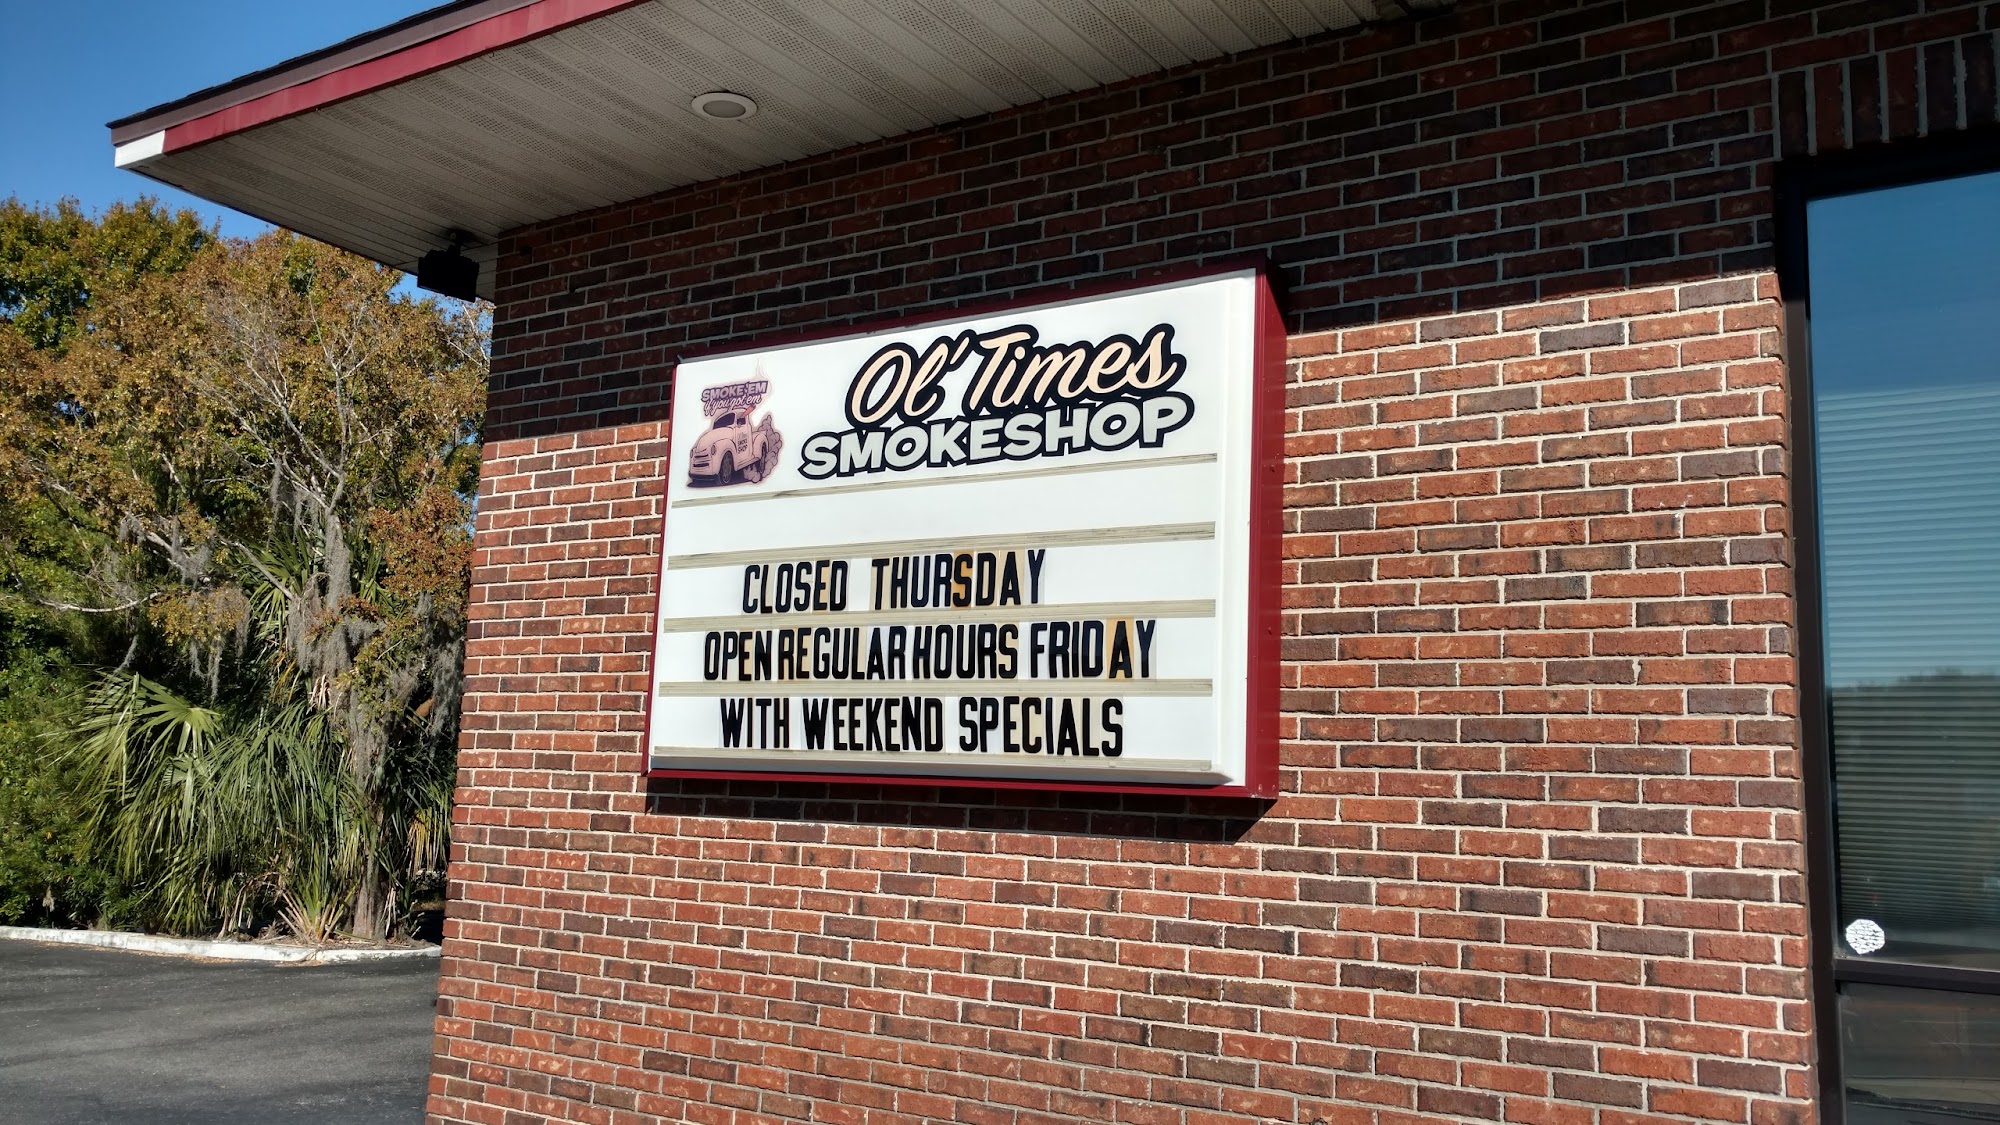 SMOKE 'EM
if you got em
Ol' Times
SMOKESHOP
CLOSED THURSDAY
OPEN REGULAR HOURS FRIDAY
WITH WEEKEND SPECIALS